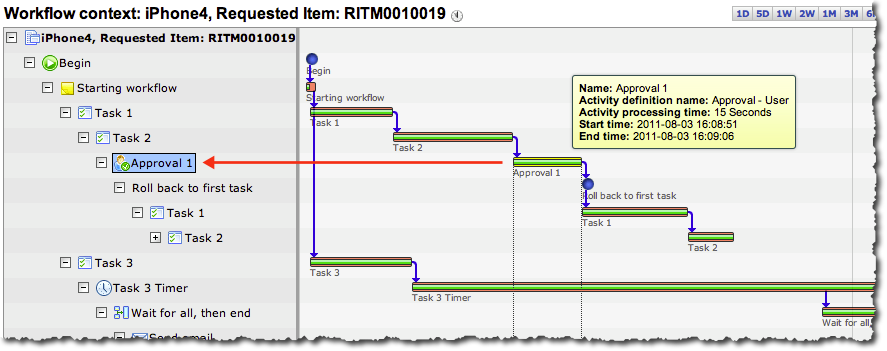 Workflow context: iPhone4, Requested Item: RITM0010019
1D 5D 1W 2W 1M 3M
iPhone4, Requested Item: RITM0010019
Begin
Starting workflow
Task 1
Task 2
Approval 1
Roll back to first task
Task 1
Task 2
Task 3
Task 3 Timer
Wait for all, then end
Send email
Begin
Starting workflow
Task 1
Task 2
Approval 1
Roll back to first task
Task 1
Task 2
Task 3
Task 3 Timer
Wait for all,
Name: Approval 1
Activity definition name: Approval - User
Activity processing time: 15 Seconds
Start time: 2011-08-03 16:08:51
End time: 2011-08-03 16:09:06